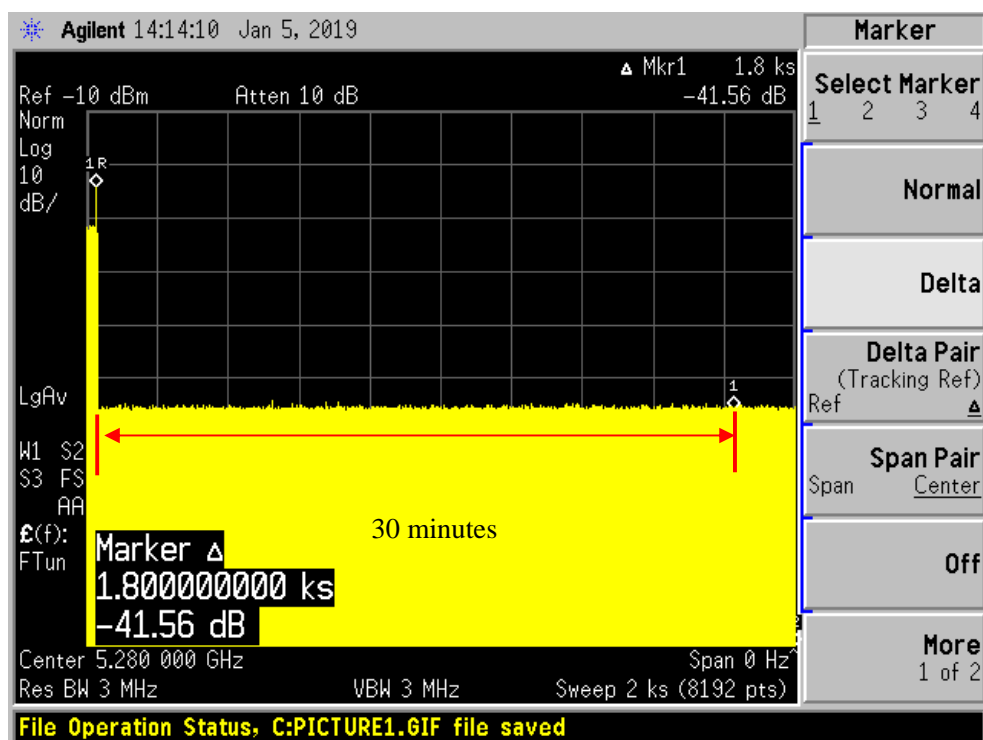 Agilent 14:14:10 Jan 5, 2019
Marker
Δ Mkr1 1.8 ks
Ref -10 dBm Atten 10 dB -41.56 dB
Norm
Log
10
dB/
1R
LgAv
1
W1 S2
S3 FS
AA
£(f):
FTun
30 minutes
Marker Δ
1.800000000 ks
-41.56 dB
Center 5.280 000 GHz Span 0 Hz^
Res BW 3 MHz VBW 3 MHz Sweep 2 ks (8192 pts)
Select Marker
1 2 3 4
Normal
Delta
Delta Pair
(Tracking Ref)
Ref Δ
Span Pair
Span Center
Off
More
1 of 2
File Operation Status, C:PICTURE1.GIF file saved